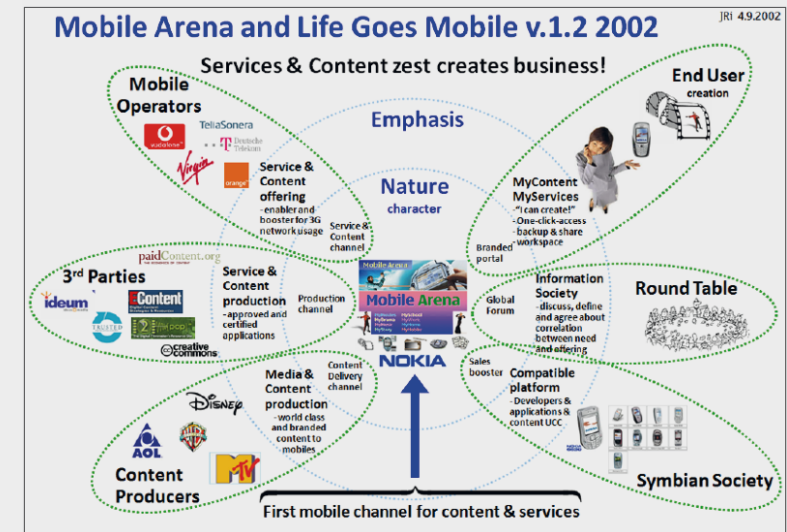 Mobile Arena and Life Goes Mobile v.1.2 2002
JRi 4.9.2002
Services & Content zest creates business!
Mobile
Operators
vodafone
TeliaSonera
Deutsche
Telekom
Virgin
orange
Service &
Content
offering
-enabler and
booster for 3G
network usage
Service &
Content
channel
Emphasis
Nature
character
End User
creation
MyContent
MyServices
-"I can create!"
-One-click-access
-backup & share
-workspace
Branded
portal
paidContent.org
3rd Parties
ideum
EContent
TRUSTED
creative
commons
Service &
Content
production
-approved and
certified
applications
Production
channel
Mobile Arena
Mobile Arena
NOKIA
Global
Forum
Information
Society
-discuss, define
and agree about
correlation
between need
and offering
Round Table
Content
Producers
DISNEY
AOL
MTV
Media &
Content
production
-world class
and branded
content to
mobiles
Content
Delivery
channel
Sales
booster
Compatible
platform
-Developers &
applications &
content UCC
Symbian Society
First mobile channel for content & services